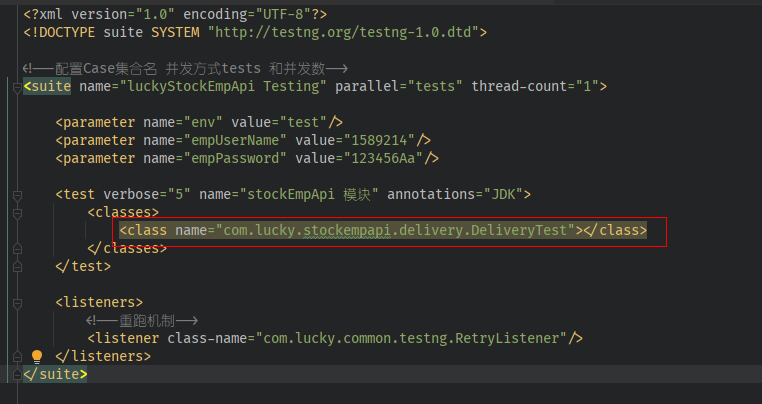 <?xml version="1.0" encoding="UTF-8"?>
<!DOCTYPE suite SYSTEM "http://testng.org/testng-1.0.dtd">
<!--配置Case集合名 并发方式tests 和并发数-->
<suite name="luckyStockEmpApi Testing" parallel="tests" thread-count="1">
<parameter name="env" value="test"/>
<parameter name="empUserName" value="1589214"/>
<parameter name="empPassword" value="123456Aa"/>
<test verbose="5" name="stockEmpApi 模块" annotations="JDK">
<classes>
<class name="com.lucky.stockempapi.delivery.DeliveryTest"></class>
</classes>
</test>
<listeners>
<!--重跑机制-->
<listener class-name="com.lucky.common.testng.RetryListener"/>
</listeners>
</suite>